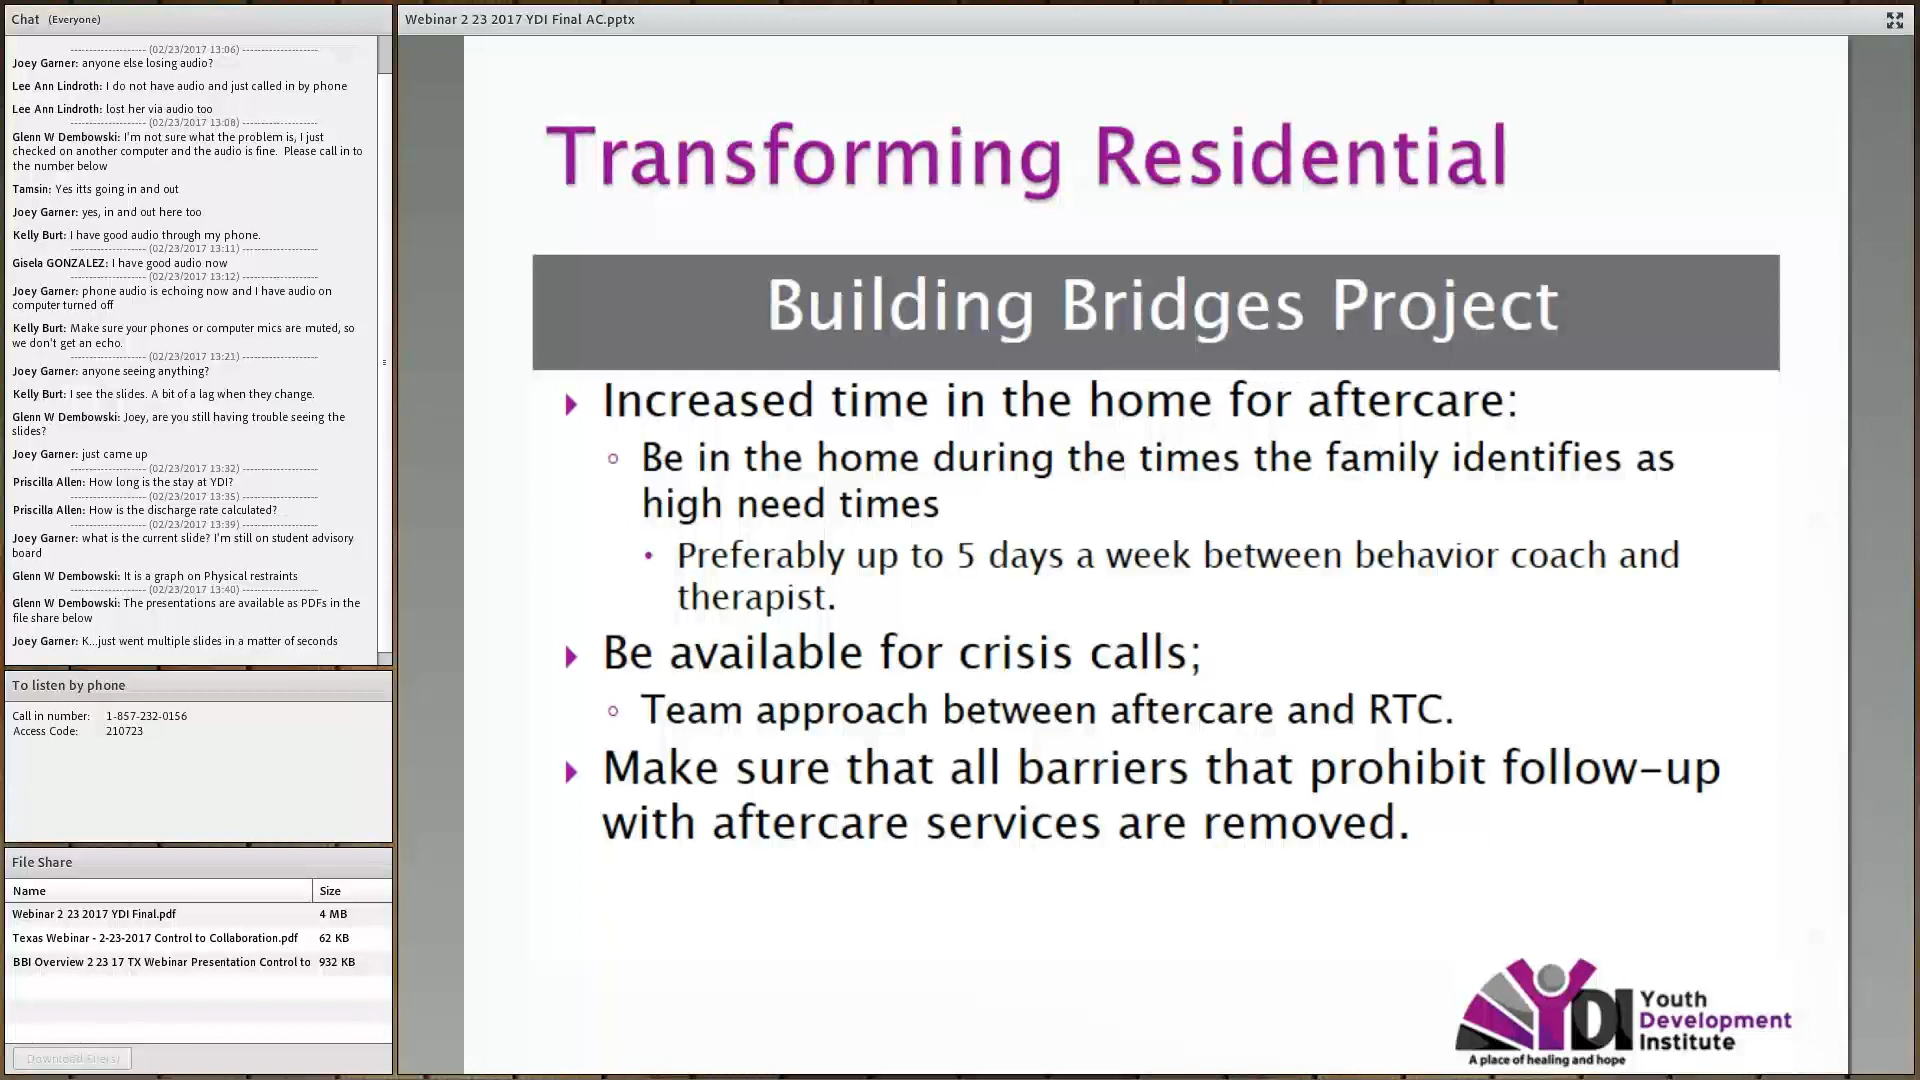 Chat (Everyone)
-------------------- (02/23/2017 13:06) --------------------
Joey Garner: anyone else losing audio?
Lee Ann Lindroth: I do not have audio and just called in by phone
Lee Ann Lindroth: lost her via audio too
-------------------- (02/23/2017 13:08) --------------------
Glenn W Dembowski: I'm not sure what the problem is, I just
checked on another computer and the audio is fine. Please call in to
the number below
Tamsin: Yes itts going in and out
Joey Garner: yes, in and out here too
Kelly Burt: I have good audio through my phone.
-------------------- (02/23/2017 13:11) --------------------
Gisela GONZALEZ: I have good audio now
-------------------- (02/23/2017 13:12) --------------------
Joey Garner: phone audio is echoing now and I have audio on
computer turned off
Kelly Burt: Make sure your phones or computer mics are muted, so
we don't get an echo.
-------------------- (02/23/2017 13:21) --------------------
Joey Garner: anyone seeing anything?
Kelly Burt: I see the slides. A bit of a lag when they change.
Glenn W Dembowski: Joey, are you still having trouble seeing the
slides?
Joey Garner: just came up
-------------------- (02/23/2017 13:32) --------------------
Priscilla Allen: How long is the stay at YDI?
-------------------- (02/23/2017 13:35) --------------------
Priscilla Allen: How is the discharge rate calculated?
-------------------- (02/23/2017 13:39) --------------------
Joey Garner: what is the current slide? I'm still on student advisory
board
Glenn W Dembowski: It is a graph on Physical restraints
-------------------- (02/23/2017 13:40) --------------------
Glenn W Dembowski: The presentations are available as PDFs in the
file share below
Joey Garner: K...just went multiple slides in a matter of seconds
To listen by phone
Call in number: 1-857-232-0156
Access Code: 210723
File Share
Name Size
Webinar 2 23 2017 YDI Final.pdf 4 MB
Texas Webinar - 2-23-2017 Control to Collaboration.pdf 62 KB
BBI Overview 2 23 17 TX Webinar Presentation Control to 932 KB
Download File(s)
Webinar 2 23 2017 YDI Final AC.pptx
Transforming Residential
Building Bridges Project
Increased time in the home for aftercare:
Be in the home during the times the family identifies as
high need times
Preferably up to 5 days a week between behavior coach and
therapist.
Be available for crisis calls;
Team approach between aftercare and RTC.
Make sure that all barriers that prohibit follow-up
with aftercare services are removed.
YDI
Youth
Development
Institute
A place of healing and hope